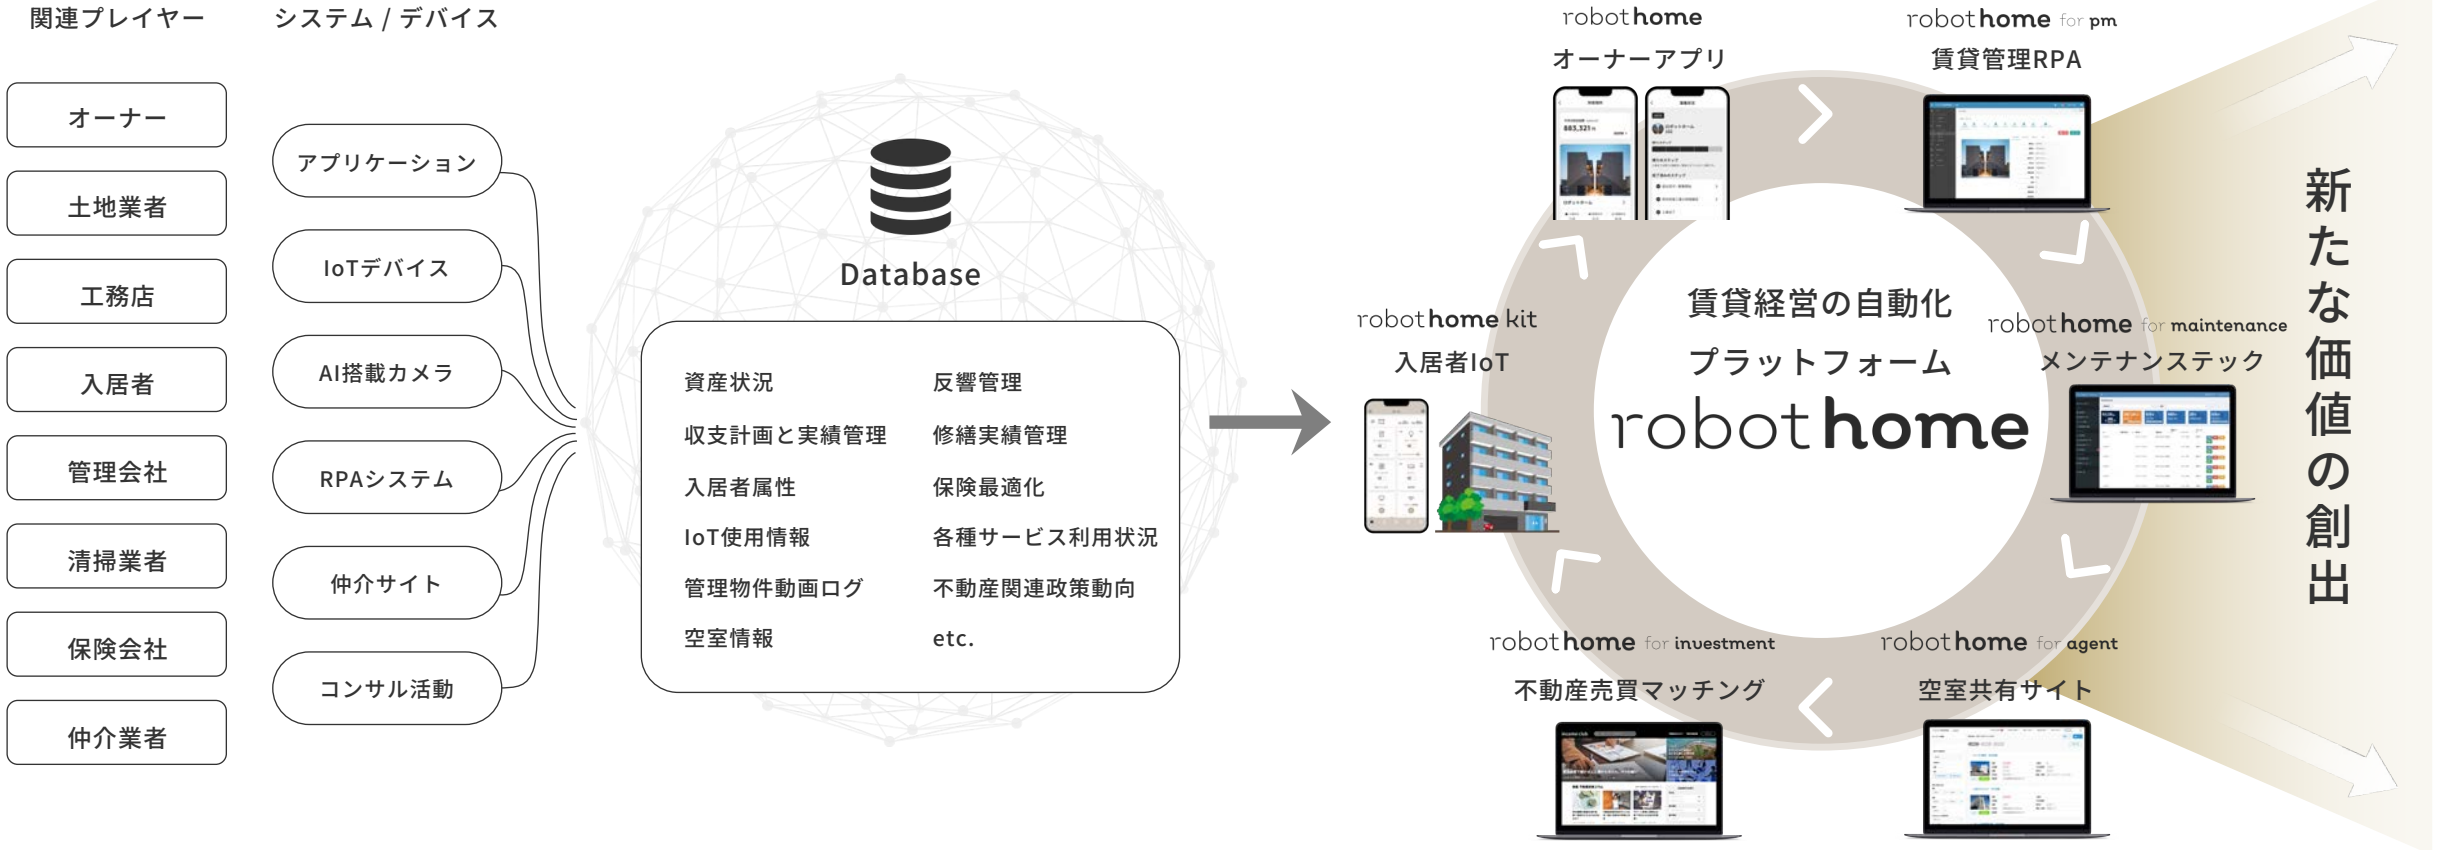 関連プレイヤー
オーナー
土地業者
工務店
入居者
管理会社
清掃業者
保険会社
仲介業者
システム / デバイス
アプリケーション
IoTデバイス
AI搭載カメラ
RPAシステム
仲介サイト
コンサル活動
Database
資産状況
収支計画と実績管理
入居者属性
IoT使用情報
管理物件動画ログ
空室情報
反響管理
修繕実績管理
保険最適化
各種サービス利用状況
不動産関連政策動向
etc.
robot home
オーナーアプリ
883,321
robot home for pm
賃貸管理RPA
robot home kit
入居者IoT
賃貸経営の自動化
プラットフォーム
robot home
robot home for maintenance
メンテナンステック
robot home for investment
不動産売買マッチング
robot home for agent
空室共有サイト
新たな価値の創出